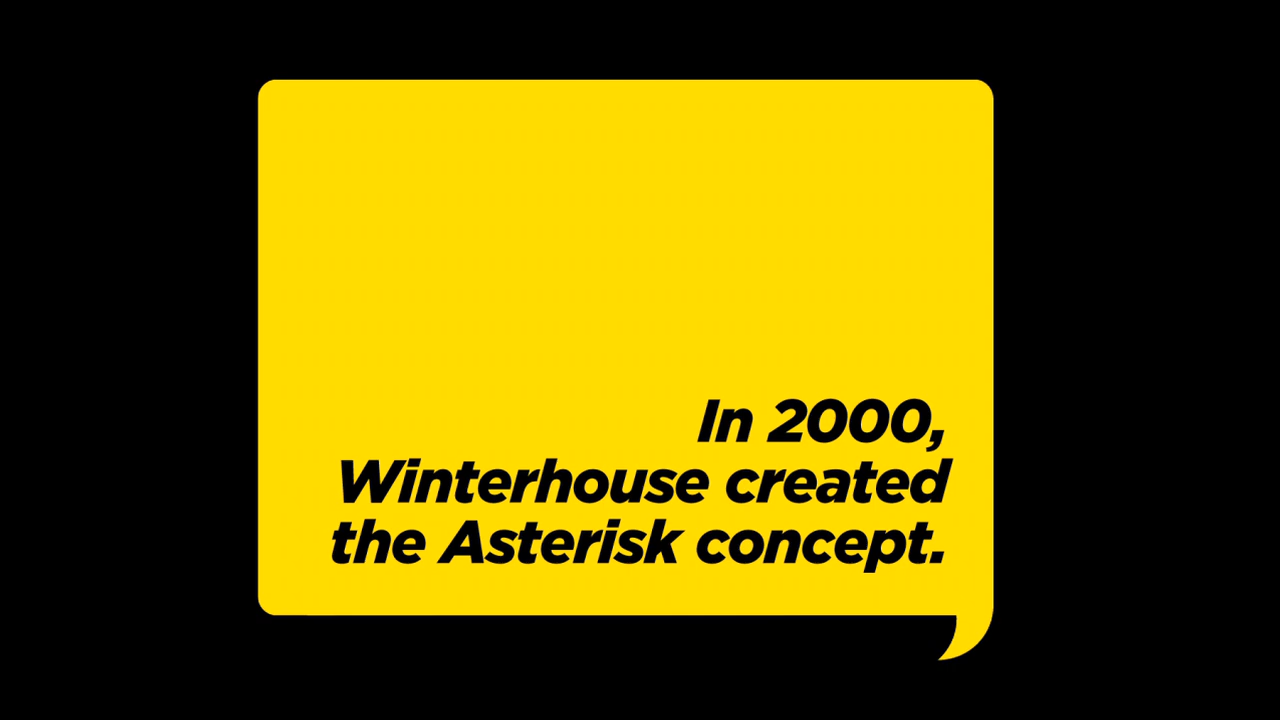 In 2000,
Winterhouse created
the Asterisk concept.